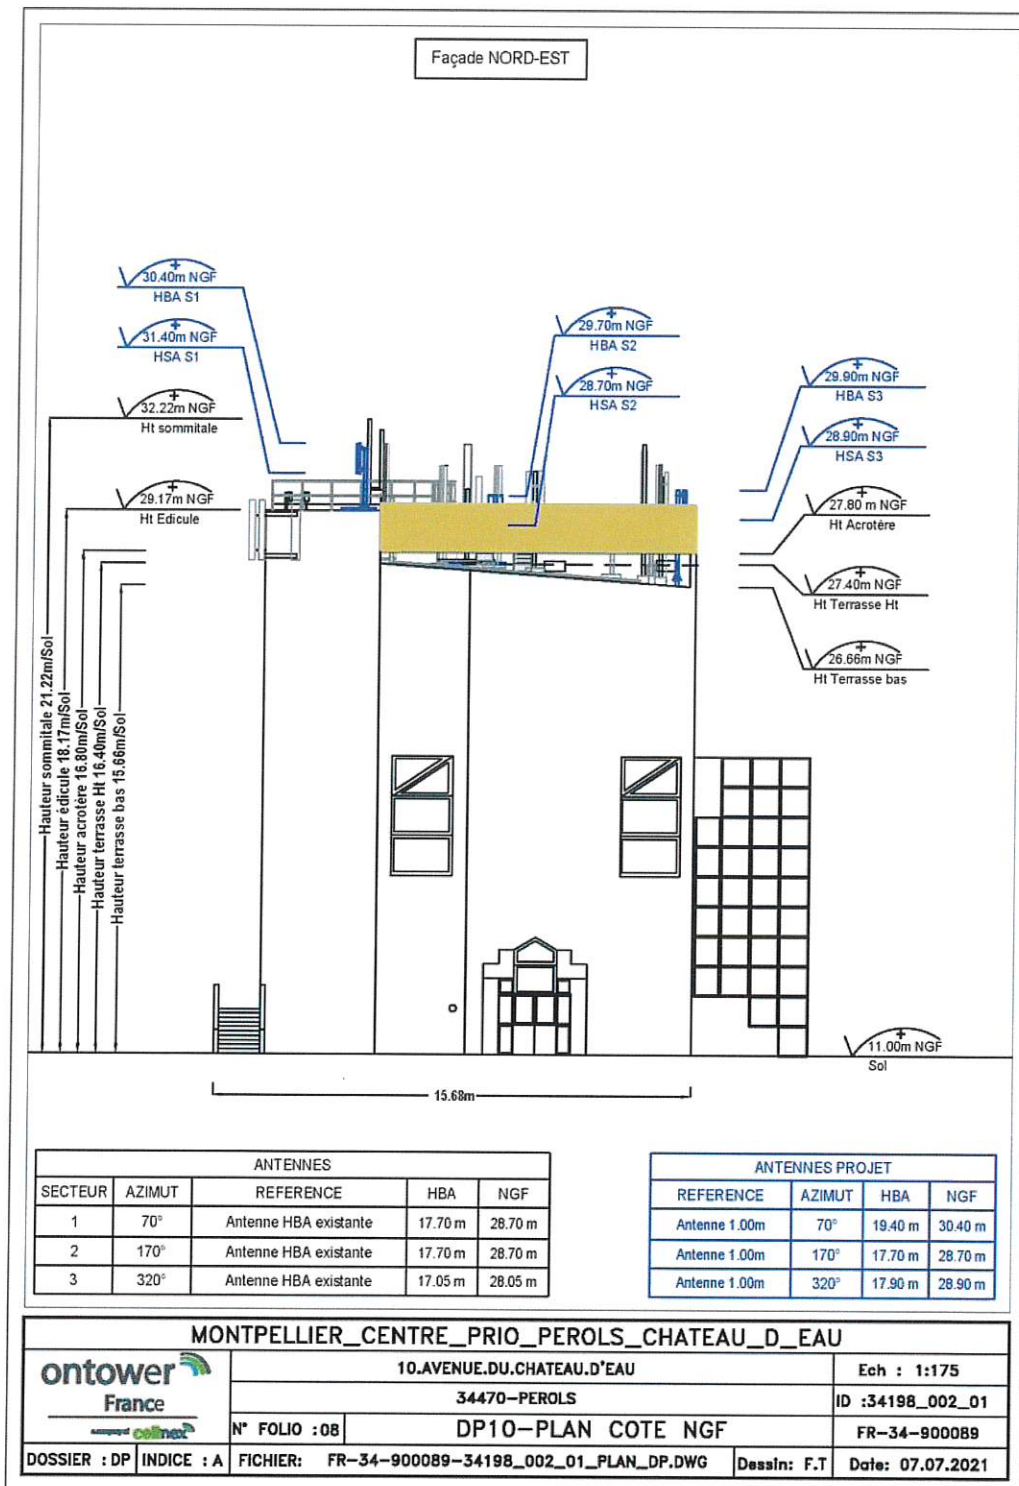 Façade NORD-EST
30.40m NGF
HBA S1
31.40m NGF
HSA S1
32.22m NGF
Ht sommitale
29.17m NGF
Ht Edicule
29.70m NGF
HBA S2
28.70m NGF
HSA S2
29.90m NGF
HBA S3
28.90m NGF
HSA S3
27.80 m NGF
Ht Acrotère
27.40m NGF
Ht Terrasse Ht
26.66m NGF
Ht Terrasse bas
Hauteur sommitale 21.22m/Sol
Hauteur édicule 18.17m/Sol
Hauteur acrotère 16.80m/Sol
Hauteur terrasse Ht 16.40m/Sol
Hauteur terrasse bas 15.66m/Sol
11.00m NGF
Sol
15.68m
ANTENNES
SECTEUR AZIMUT REFERENCE HBA NGF
1 70° Antenne HBA existante 17.70 m 28.70 m
2 170° Antenne HBA existante 17.70 m 28.70 m
3 320° Antenne HBA existante 17.05 m 28.05 m
ANTENNES PROJET
REFERENCE AZIMUT HBA NGF
Antenne 1.00m 70° 19.40 m 30.40 m
Antenne 1.00m 170° 17.70 m 28.70 m
Antenne 1.00m 320° 17.90 m 28.90 m
MONTPELLIER_CENTRE_PRIO_PEROLS_CHATEAU_D_EAU
ontower
France
cellnex
10.AVENUE.DU.CHATEAU.D'EAU
Ech : 1:175
34470-PEROLS
ID :34198_002_01
N° FOLIO :08
DP10-PLAN COTE NGF
FR-34-900089
DOSSIER : DP
INDICE : A
FICHIER: FR-34-900089-34198_002_01_PLAN_DP.DWG
Dessin: F.T
Date: 07.07.2021